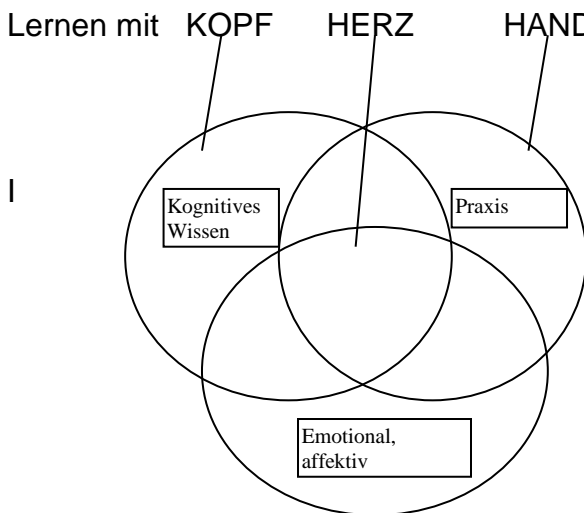 Lernen mit KOPF HERZ HAND
I
Kognitives
Wissen
Praxis
Emotional,
affektiv